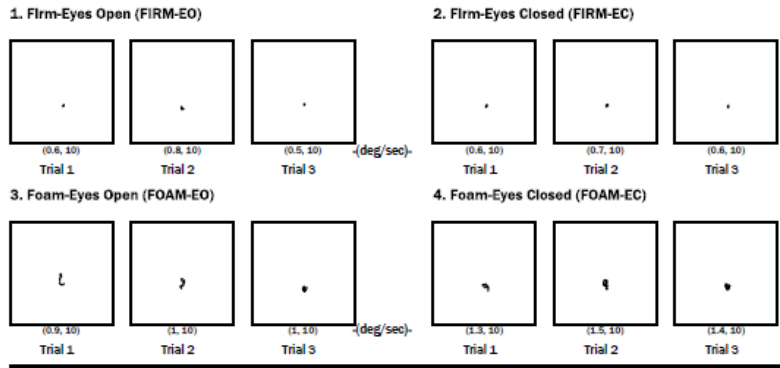 1. Firm-Eyes Open (FIRM-EO) 2. Firm-Eyes Closed (FIRM-EC)
(0.6, 10) (0.8, 10) (0.5, 10) -(deg/sec)- (0.6, 10) (0.7, 10) (0.6, 10)
Trial 1 Trial 2 Trial 3 Trial 1 Trial 2 Trial 3
3. Foam-Eyes Open (FOAM-EO) 4. Foam-Eyes Closed (FOAM-EC)
(0.9, 10) (1, 10) (1, 10) -(deg/sec)- (1.3, 10) (1.5, 10) (1.4, 10)
Trial 1 Trial 2 Trial 3 Trial 1 Trial 2 Trial 3